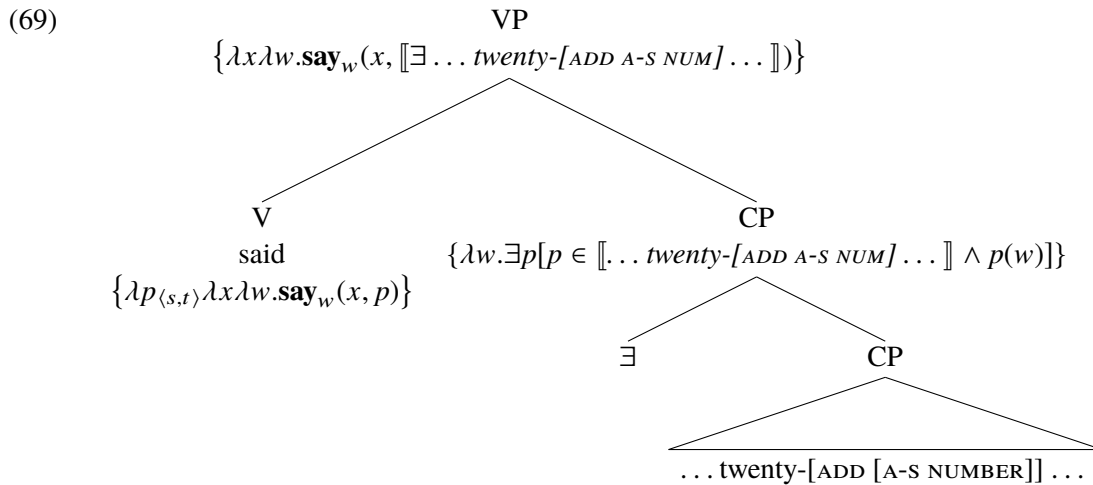 (69)
VP
{λxλw.say_w(x, ⟦∃ … twenty-[ADD A-S NUM] … ⟧)}
V
CP
said
{λw.∃p[p ∈ ⟦… twenty-[ADD A-S NUM] … ⟧ ∧ p(w)]}
{λp⟨s,t⟩λxλw.say_w(x, p)}
∃
CP
… twenty-[ADD [A-S NUMBER]] …